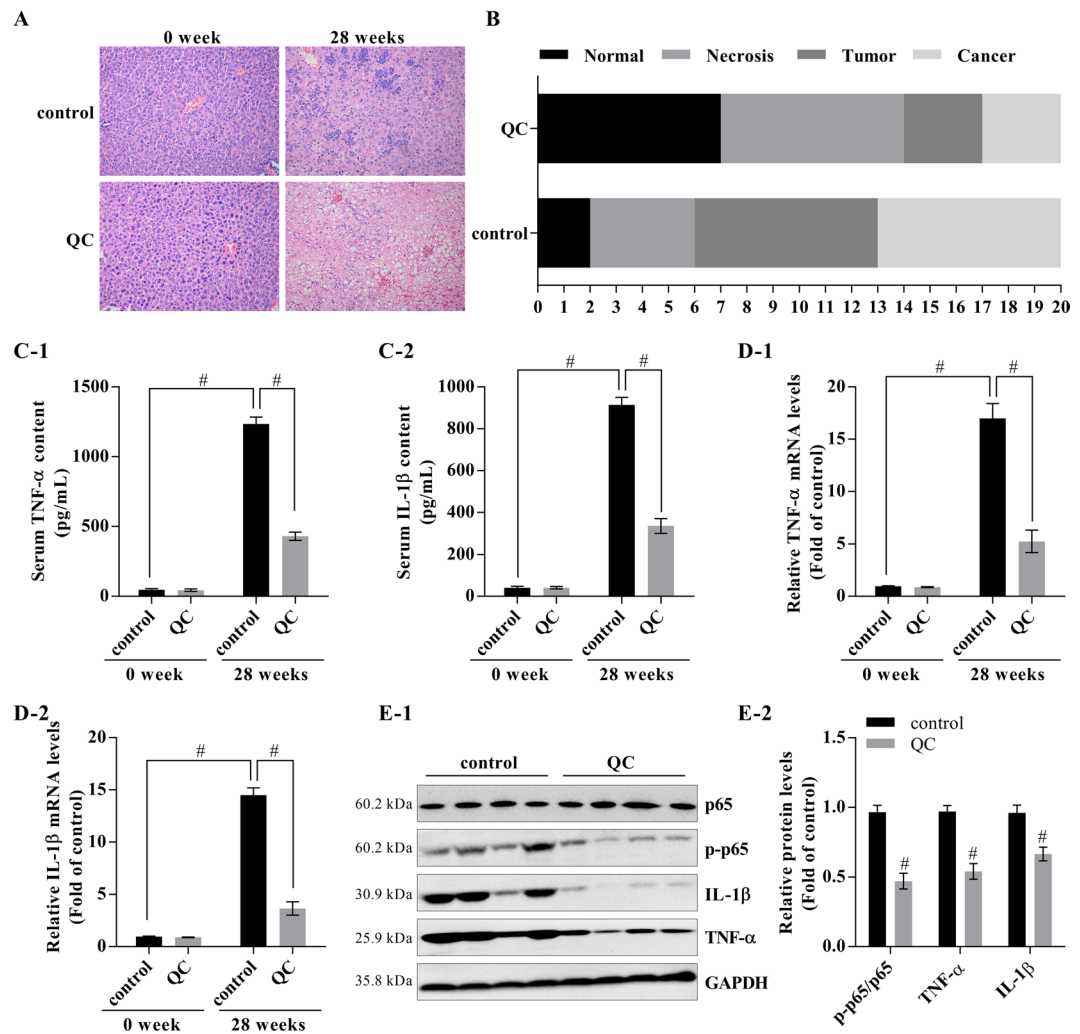 A
0 week
28 weeks
control
QC
B
Normal
Necrosis
Tumor
Cancer
QC
control
0 1 2 3 4 5 6 7 8 9 10 11 12 13 14 15 16 17 18 19 20
C-1
Serum TNF-α content
(pg/mL)
1500
1000
500
0
#
#
control
QC
control
QC
0 week
28 weeks
C-2
Serum IL-1β content
(pg/mL)
1000
800
600
400
200
0
#
#
control
QC
control
QC
0 week
28 weeks
D-1
Relative TNF-α mRNA levels
(Fold of control)
20
15
10
5
0
#
#
control
QC
control
QC
0 week
28 weeks
D-2
Relative IL-1β mRNA levels
(Fold of control)
20
15
10
5
0
#
#
control
QC
control
QC
0 week
28 weeks
E-1
control
QC
60.2 kDa
p65
60.2 kDa
p-p65
30.9 kDa
IL-1β
25.9 kDa
TNF-α
35.8 kDa
GAPDH
E-2
control
QC
Relative protein levels
(Fold of control)
1.5
1.0
0.5
0.0
#
#
#
p-p65/p65
TNF-α
IL-1β